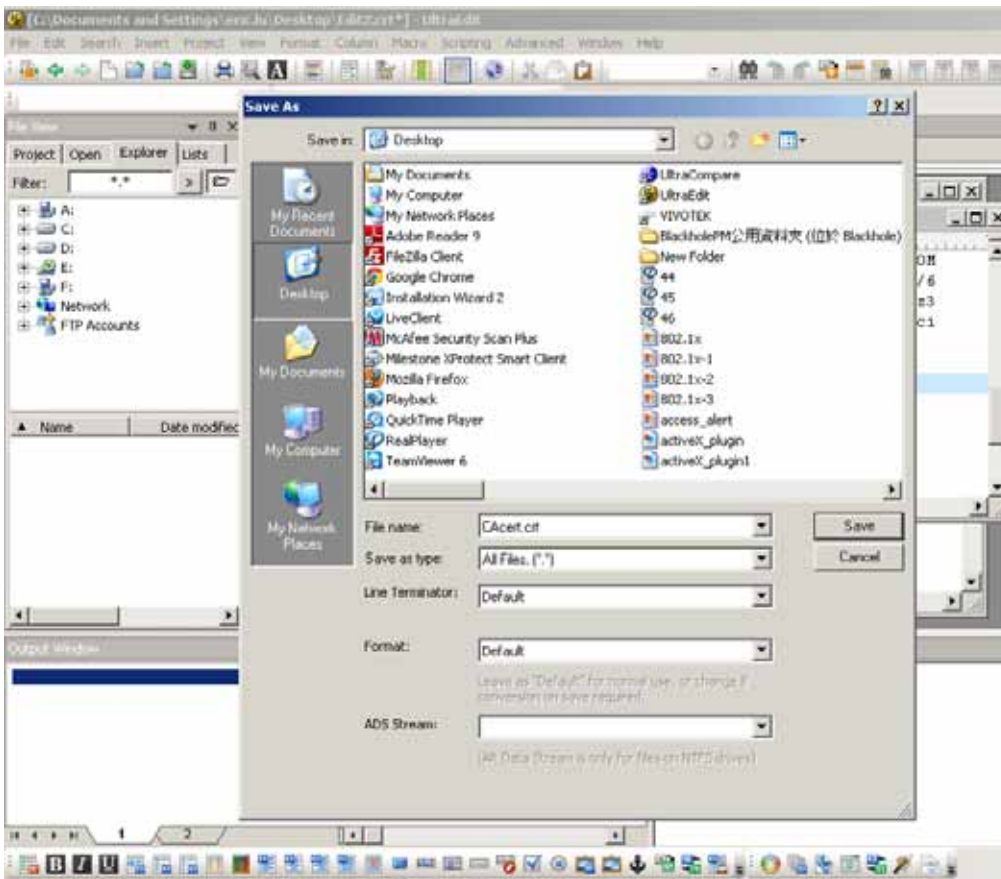 [C:\Documents and Settings\eric.lu\Desktop\Edit2.crt*] - UltraEdit
File Edit Search Insert Project View Format Column Macro Scripting Advanced Window Help
File View
Project Open Explorer Lists
Filter: *.*
A:
C:
D:
E:
F:
Network
FTP Accounts
Name Date modified
Output Window
1 2
Save As
Save in: Desktop
My Recent Documents
Desktop
My Documents
My Computer
My Network Places
My Documents
My Computer
My Network Places
Adobe Reader 9
FileZilla Client
Google Chrome
Installation Wizard 2
LiveClient
McAfee Security Scan Plus
Milestone XProtect Smart Client
Mozilla Firefox
Playback
QuickTime Player
RealPlayer
TeamViewer 6
UltraCompare
UltraEdit
VIVOTEK
BlackholePM公用資料夾 (位於 Blackhole)
New Folder
44
45
46
802.1x
802.1x-1
802.1x-2
802.1x-3
access_alert
activeX_plugin
activeX_plugin1
File name: CAcert.crt
Save
Save as type: All Files, (*.*)
Cancel
Line Terminator: Default
Format: Default
Leave as "Default" for normal use, or change if
conversion on save required.
ADS Stream:
(Alt Data Stream is only for files on NTFS drives)